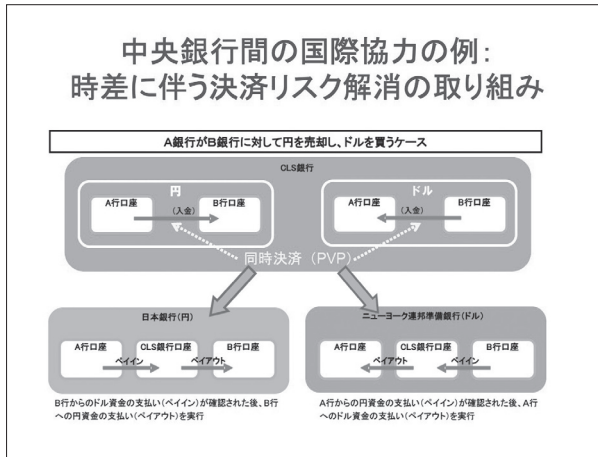 中央銀行間の国際協力の例：
時差に伴う決済リスク解消の取り組み
A銀行がB銀行に対して円を売却し、ドルを買うケース
CLS銀行
円
A行口座
(入金)
B行口座
ドル
A行口座
(入金)
B行口座
同時決済（PVP）
日本銀行(円)
A行口座
CLS銀行口座
B行口座
ペイイン
ペイアウト
ニューヨーク連邦準備銀行(ドル)
A行口座
CLS銀行口座
B行口座
ペイアウト
ペイイン
B行からのドル資金の支払い(ペイイン)が確認された後、B行
への円資金の支払い(ペイアウト)を実行
A行からの円資金の支払い(ペイイン)が確認された後、A行
へのドル資金の支払い(ペイアウト)を実行